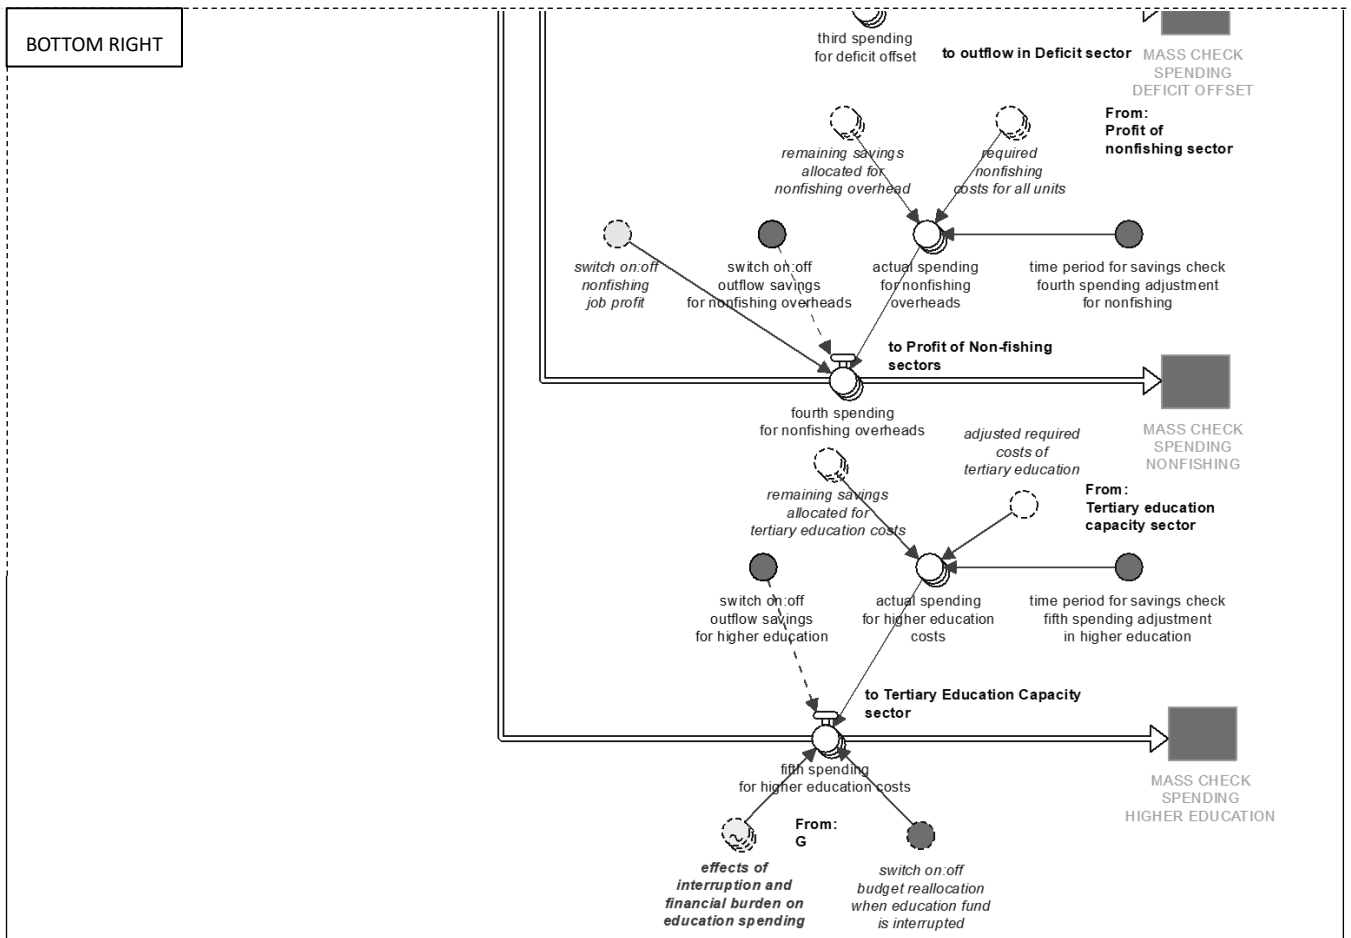 BOTTOM RIGHT
third spending
for deficit offset
to outflow in Deficit sector
MASS CHECK
SPENDING
DEFICIT OFFSET
From:
Profit of
nonfishing sector
remaining savings
allocated for
nonfishing overhead
required
nonfishing
costs for all units
switch on:off
nonfishing
job profit
switch on:off
outflow savings
for nonfishing overheads
actual spending
for nonfishing
overheads
time period for savings check
fourth spending adjustment
for nonfishing
to Profit of Non-fishing
sectors
fourth spending
for nonfishing overheads
MASS CHECK
SPENDING
NONFISHING
adjusted required
costs of
tertiary education
remaining savings
allocated for
tertiary education costs
From:
Tertiary education
capacity sector
switch on:off
outflow savings
for higher education
actual spending
for higher education
costs
time period for savings check
fifth spending adjustment
in higher education
to Tertiary Education Capacity
sector
fifth spending
for higher education costs
MASS CHECK
SPENDING
HIGHER EDUCATION
From:
G
effects of
interruption and
financial burden on
education spending
switch on:off
budget reallocation
when education fund
is interrupted